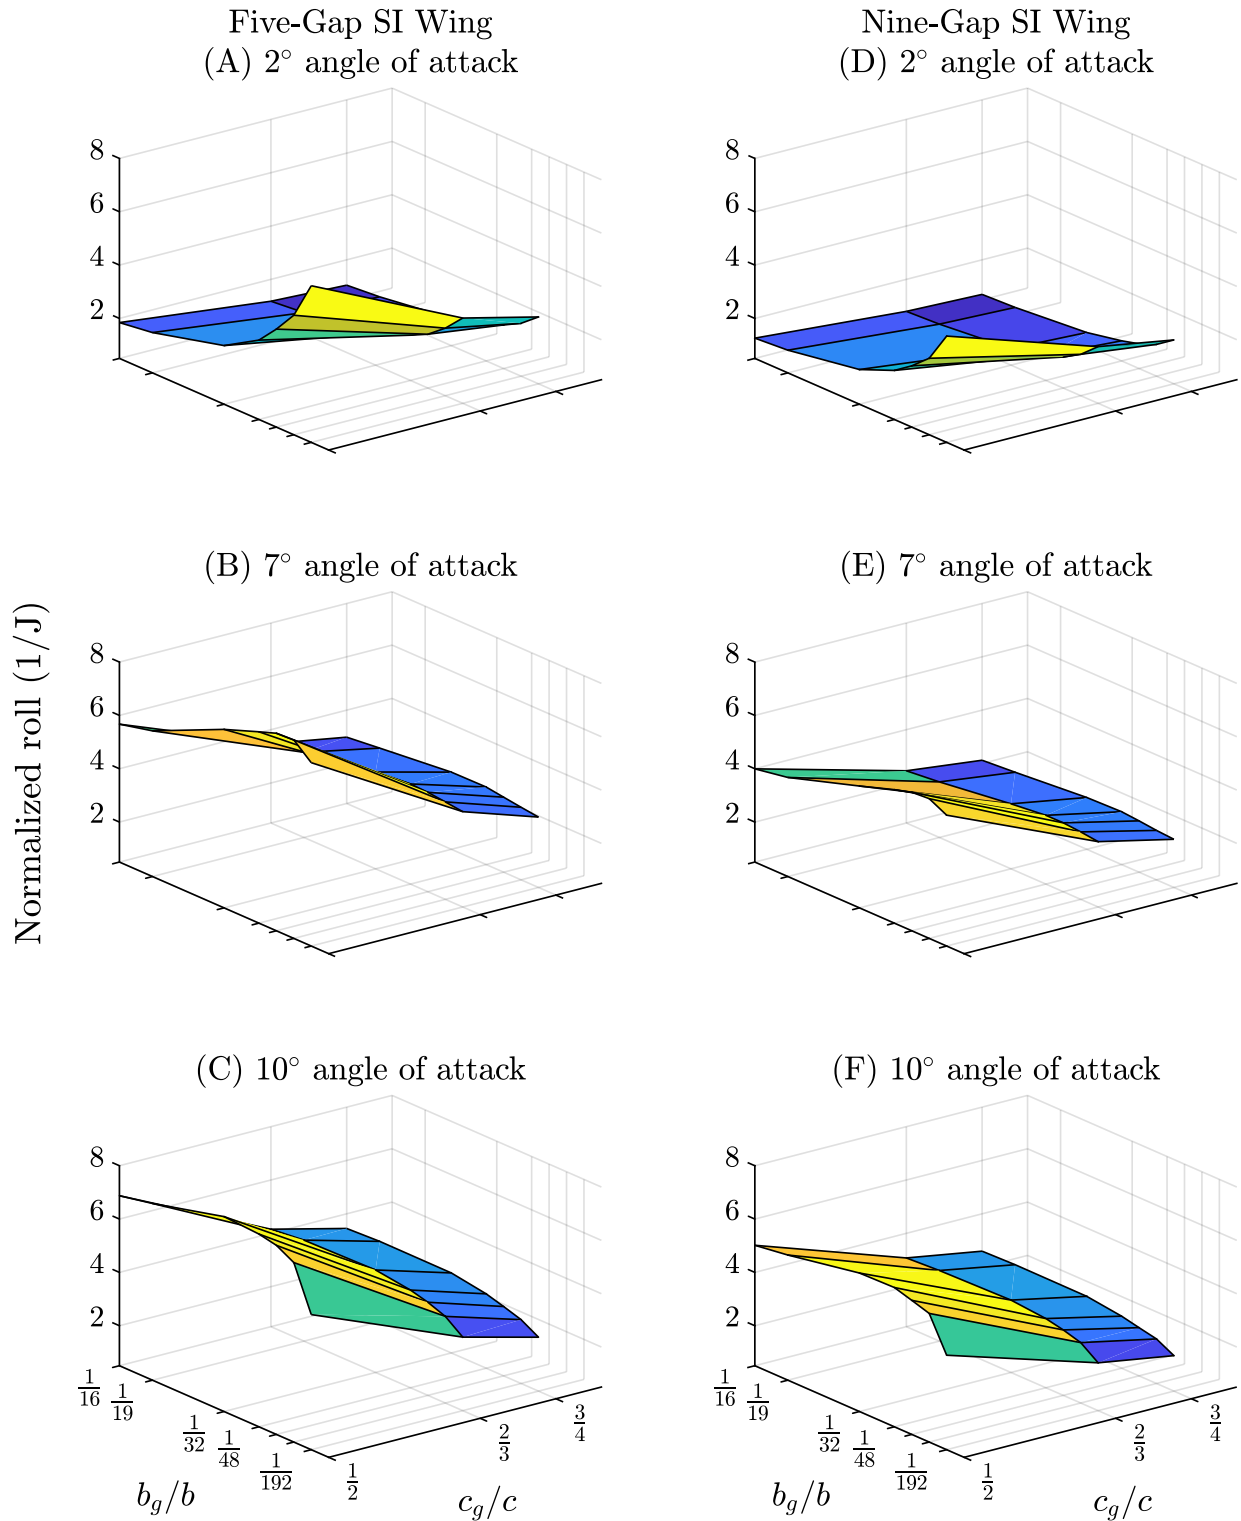 Five-Gap SI Wing
(A) 2° angle of attack
8
6
4
2
Nine-Gap SI Wing
(D) 2° angle of attack
8
6
4
2
Normalized roll (1/J)
(B) 7° angle of attack
8
6
4
2
(E) 7° angle of attack
8
6
4
2
(C) 10° angle of attack
8
6
4
2
1/16 1/19 1/32 1/48 1/192
b_g/b
1/2 2/3 3/4
c_g/c
(F) 10° angle of attack
8
6
4
2
1/16 1/19 1/32 1/48 1/192
b_g/b
1/2 2/3 3/4
c_g/c